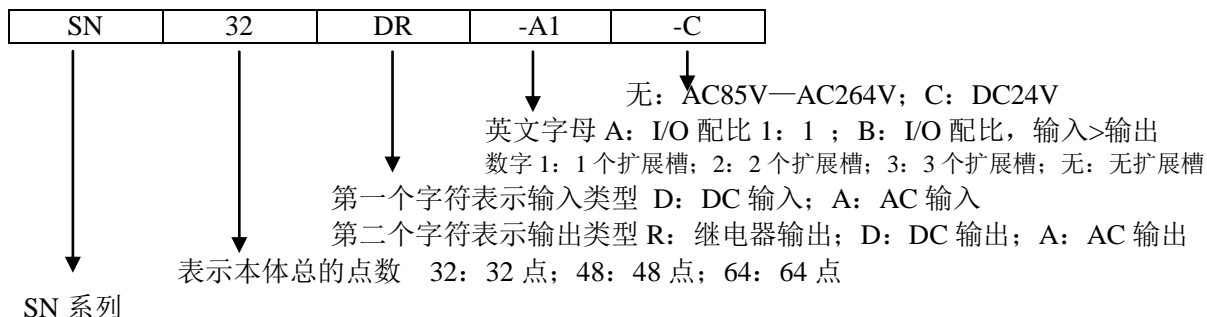 SN 32 DR -A1 -C
无：AC85V—AC264V；C：DC24V
英文字母 A：I/O 配比 1：1 ；B：I/O 配比，输入>输出
数字 1：1 个扩展槽；2：2 个扩展槽；3：3 个扩展槽；无：无扩展槽
第一个字符表示输入类型 D：DC 输入；A：AC 输入
第二个字符表示输出类型 R：继电器输出；D：DC 输出；A：AC 输出
表示本体总的点数 32：32 点；48：48 点；64：64 点
SN 系列